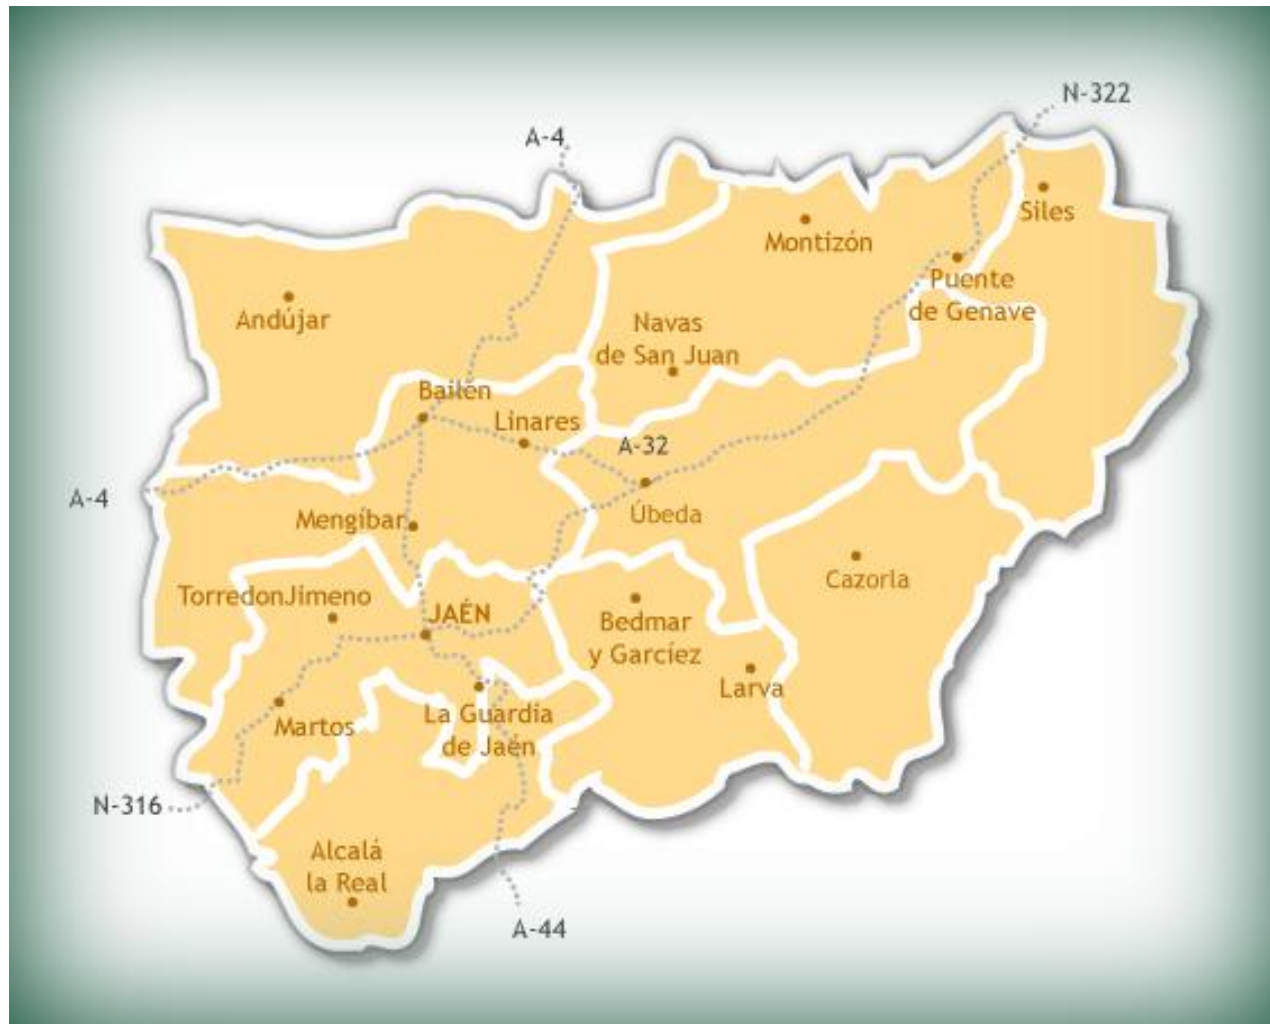 N-322
A-4
Siles
Montizón
Puente
de Genave
Andújar
Navas
de San Juan
Bailén
Linares
A-32
A-4
Úbeda
Mengíbar
Cazorla
TorredonJimeno
JAÉN
Bedmar
y Garcíez
Larva
Martos
La Guardia
de Jaén
N-316
Alcalá
la Real
A-44